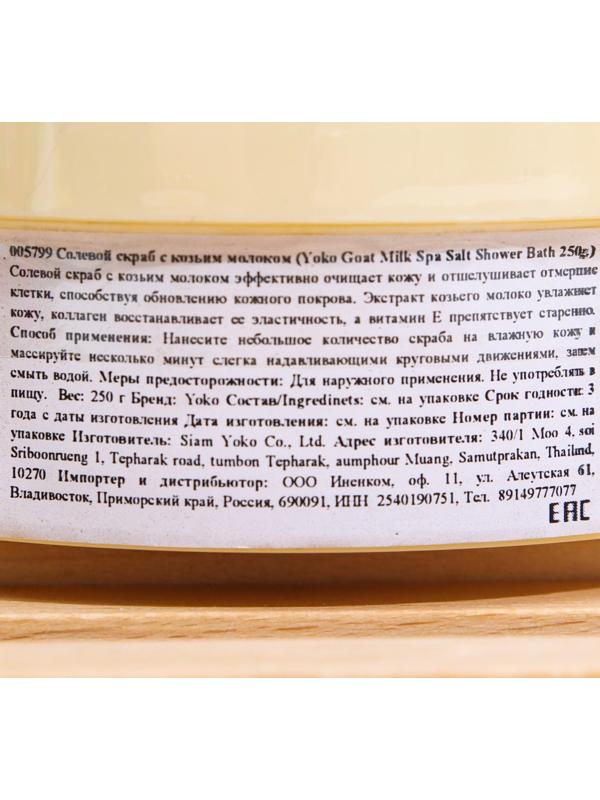 005799 Солевой скраб с козьим молоком (Yoko Goat Milk Spa Salt Shower Bath 250g.)
Солевой скраб с козьим молоком эффективно очищает кожу и отшелушивает отмершие
клетки, способствуя обновлению кожного покрова. Экстракт козьего молоко увлажняет
кожу, коллаген восстанавливает ее эластичность, а витамин Е препятствует старению.
Способ применения: Нанесите небольшое количество скраба на влажную кожу и
массируйте несколько минут слегка надавливающими круговыми движениями, затем
смыть водой. Меры предосторожности: Для наружного применения. Не употреблять в
пищу. Вес: 250 г Бренд: Yoko Состав/Ingredinets: см. на упаковке Срок годности: 3
года с даты изготовления Дата изготовления: см. на упаковке Номер партии: см. на
упаковке Изготовитель: Siam Yoko Co., Ltd. Адрес изготовителя: 340/1 Moo 4, soi
Sriboonrueng 1, Tepharak road, tumbon Tepharak, aumphour Muang, Samutprakan, Thailand,
10270 Импортер и дистрибьютор: ООО Иненком, оф. 11, ул. Алеутская 61,
Владивосток, Приморский край, Россия, 690091, ИНН 2540190751, Тел. 89149777077
EAC